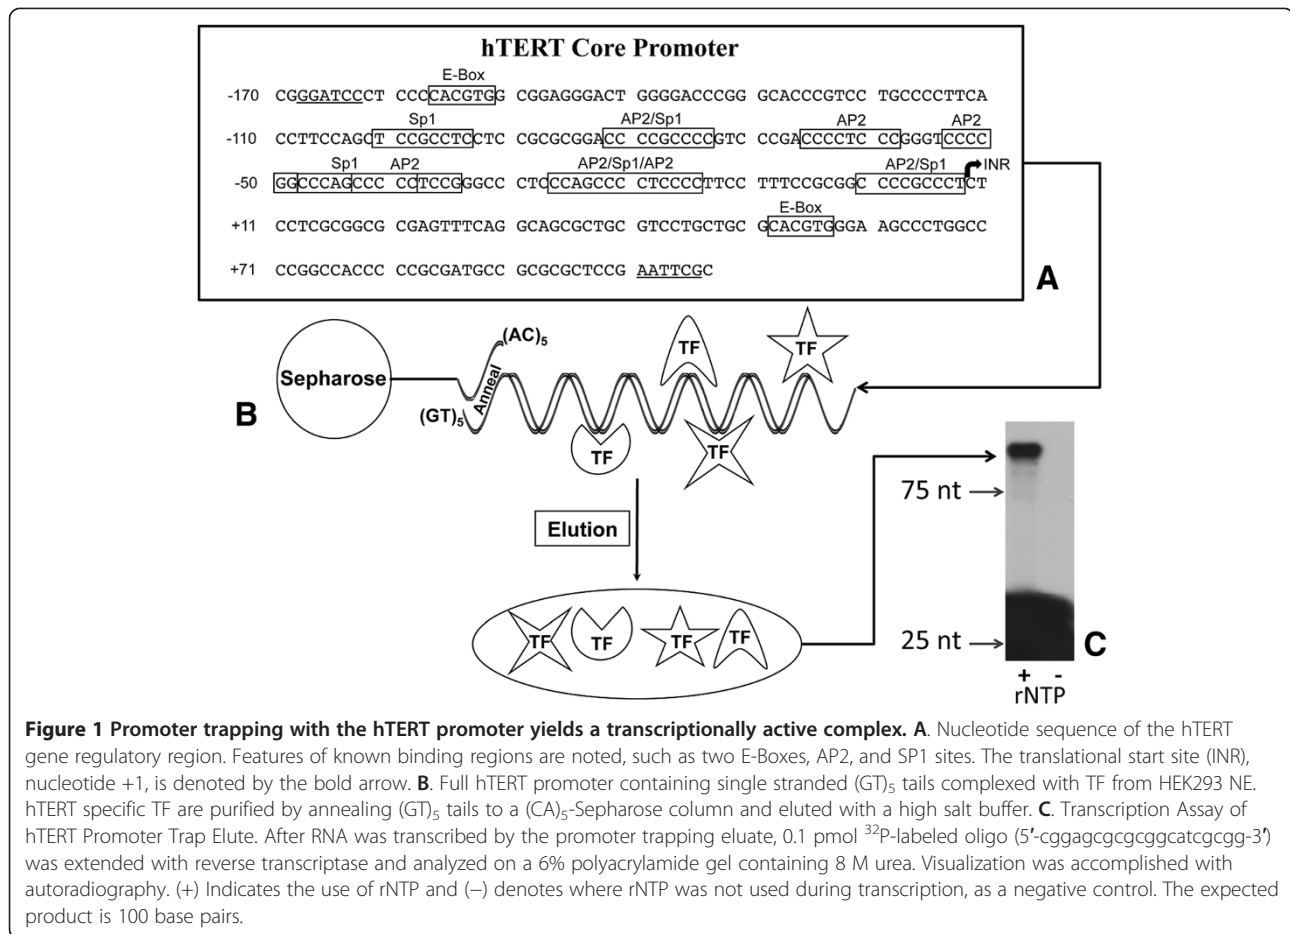 hTERT Core Promoter
E-Box
-170 CGGGATCCCT CCCCACGTGG CGGAGGGACT GGGGACCCGG GCACCCGTCC TGCCCCTTCA
Sp1 AP2/Sp1 AP2 AP2
-110 CCTTCCAGCT CCGCCTCCTC CGCGCGGACC CCGCCCCGTC CCGACCCCTC CCGGGTCCCC
Sp1 AP2 AP2/Sp1/AP2 AP2/Sp1 INR
-50 GGCCCAGCCC CCTCCGGGCC CTCCCAGCCC CTCCCCTTCC TTTCCGCGGC CCCGCCCTCT
E-Box
+11 CCTCGCGGCG CGAGTTTCAG GCAGCGCTGC GTCCTGCTGC GCACGTGGGA AGCCCTGGCC
+71 CCGGCCACCC CCGCGATGCC GCGCGCTCCG AATTCGC
A
(AC)5
TF TF
Sepharose
Anneal
B (GT)5
TF TF
75 nt
Elution
TF TF TF TF
25 nt
C
+ -
rNTP
Figure 1 Promoter trapping with the hTERT promoter yields a transcriptionally active complex. A. Nucleotide sequence of the hTERT
gene regulatory region. Features of known binding regions are noted, such as two E-Boxes, AP2, and SP1 sites. The translational start site (INR),
nucleotide +1, is denoted by the bold arrow. B. Full hTERT promoter containing single stranded (GT)5 tails complexed with TF from HEK293 NE.
hTERT specific TF are purified by annealing (GT)5 tails to a (CA)5-Sepharose column and eluted with a high salt buffer. C. Transcription Assay of
hTERT Promoter Trap Elute. After RNA was transcribed by the promoter trapping eluate, 0.1 pmol 32P-labeled oligo (5′-cggagcgcgcggcatcgcgg-3′)
was extended with reverse transcriptase and analyzed on a 6% polyacrylamide gel containing 8 M urea. Visualization was accomplished with
autoradiography. (+) Indicates the use of rNTP and (−) denotes where rNTP was not used during transcription, as a negative control. The expected
product is 100 base pairs.